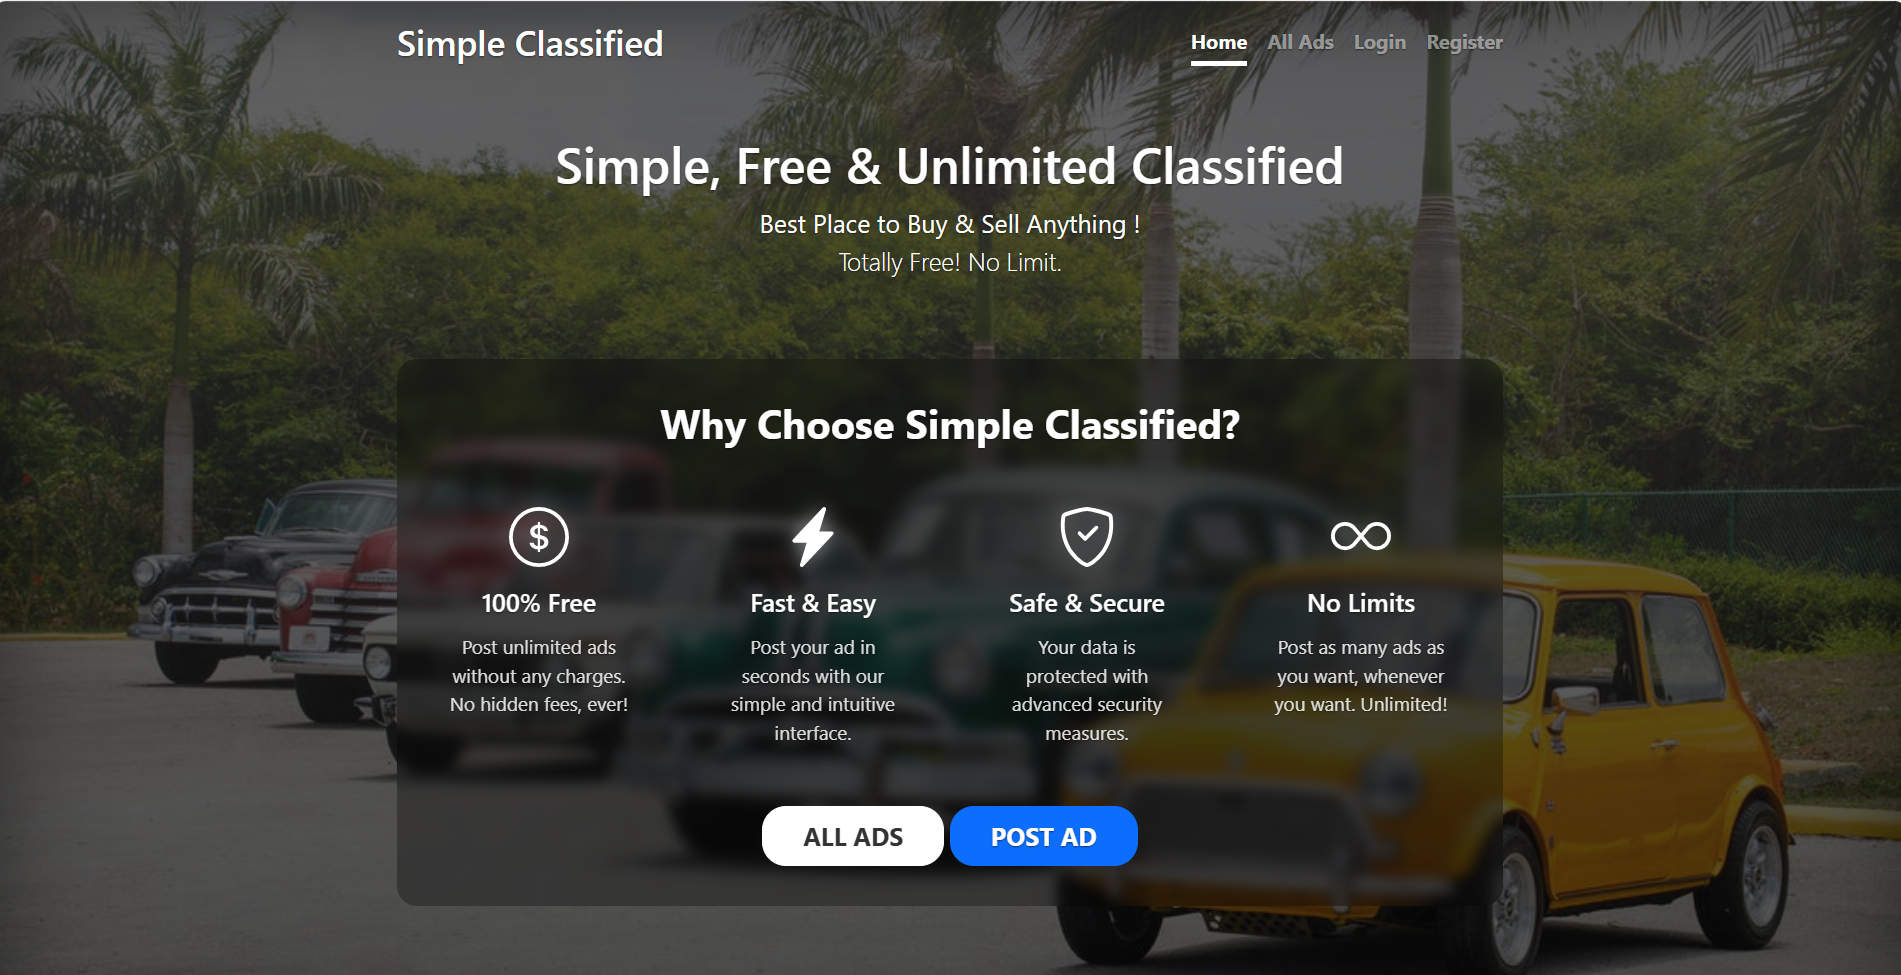 Simple Classified
Home All Ads Login Register
Simple, Free & Unlimited Classified
Best Place to Buy & Sell Anything !
Totally Free! No Limit.
Why Choose Simple Classified?
$
100% Free
Post unlimited ads
without any charges.
No hidden fees, ever!
Fast & Easy
Post your ad in
seconds with our
simple and intuitive
interface.
Safe & Secure
Your data is
protected with
advanced security
measures.
No Limits
Post as many ads as
you want, whenever
you want. Unlimited!
ALL ADS
POST AD